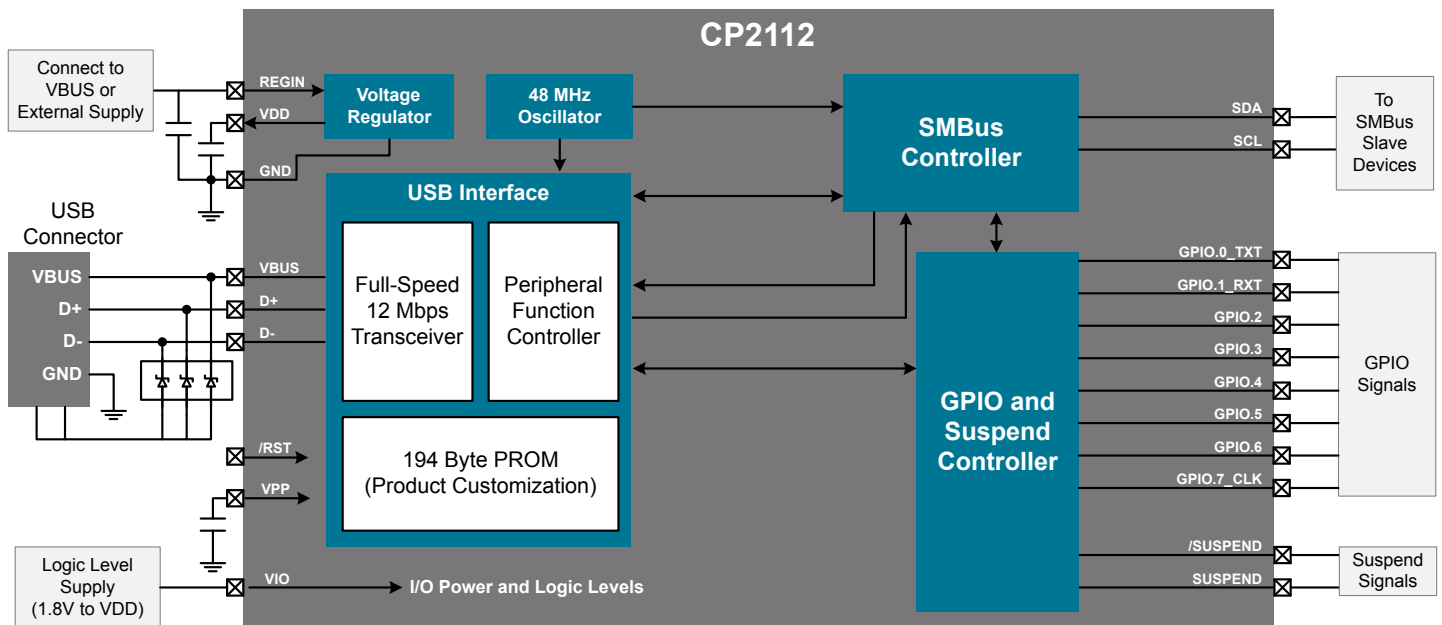 CP2112
Connect to
VBUS or
External Supply
REGIN
VDD
GND
Voltage
Regulator
48 MHz
Oscillator
SMBus
Controller
SDA
SCL
To
SMBus
Slave
Devices
USB
Connector
VBUS
D+
D-
GND
VBUS
D+
D-
USB Interface
Full-Speed
12 Mbps
Transceiver
Peripheral
Function
Controller
194 Byte PROM
(Product Customization)
/RST
VPP
GPIO and
Suspend
Controller
GPIO.0_TXT
GPIO.1_RXT
GPIO.2
GPIO.3
GPIO.4
GPIO.5
GPIO.6
GPIO.7_CLK
GPIO
Signals
/SUSPEND
SUSPEND
Suspend
Signals
Logic Level
Supply
(1.8V to VDD)
VIO
I/O Power and Logic Levels